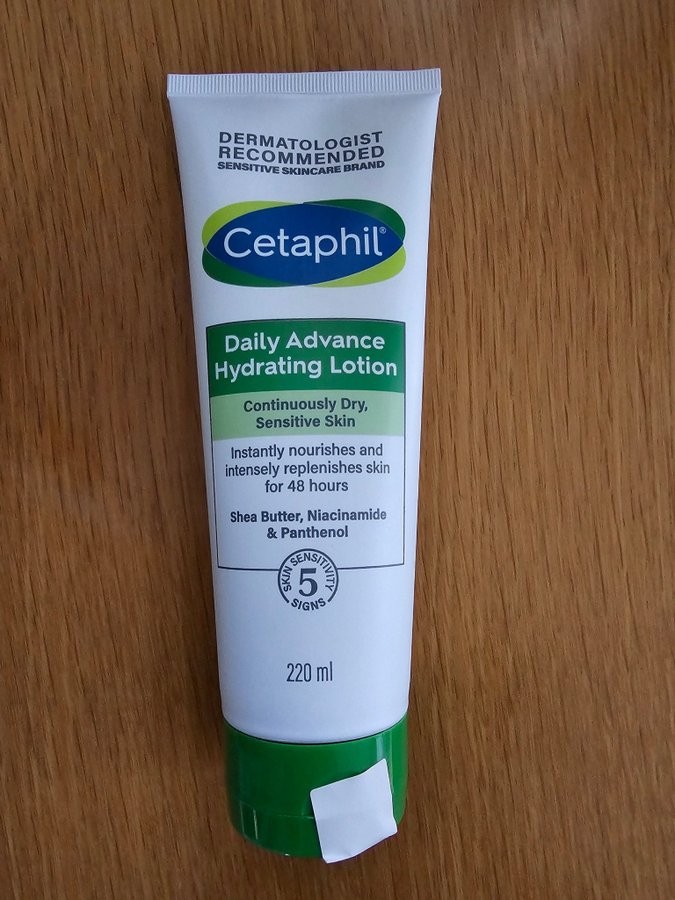 DERMATOLOGIST
RECOMMENDED
SENSITIVE SKINCARE BRAND
Cetaphil®
Daily Advance
Hydrating Lotion
Continuously Dry,
Sensitive Skin
Instantly nourishes and
intensely replenishes skin
for 48 hours
Shea Butter, Niacinamide
& Panthenol
SKIN SENSITIVITY
5
SIGNS
220 ml